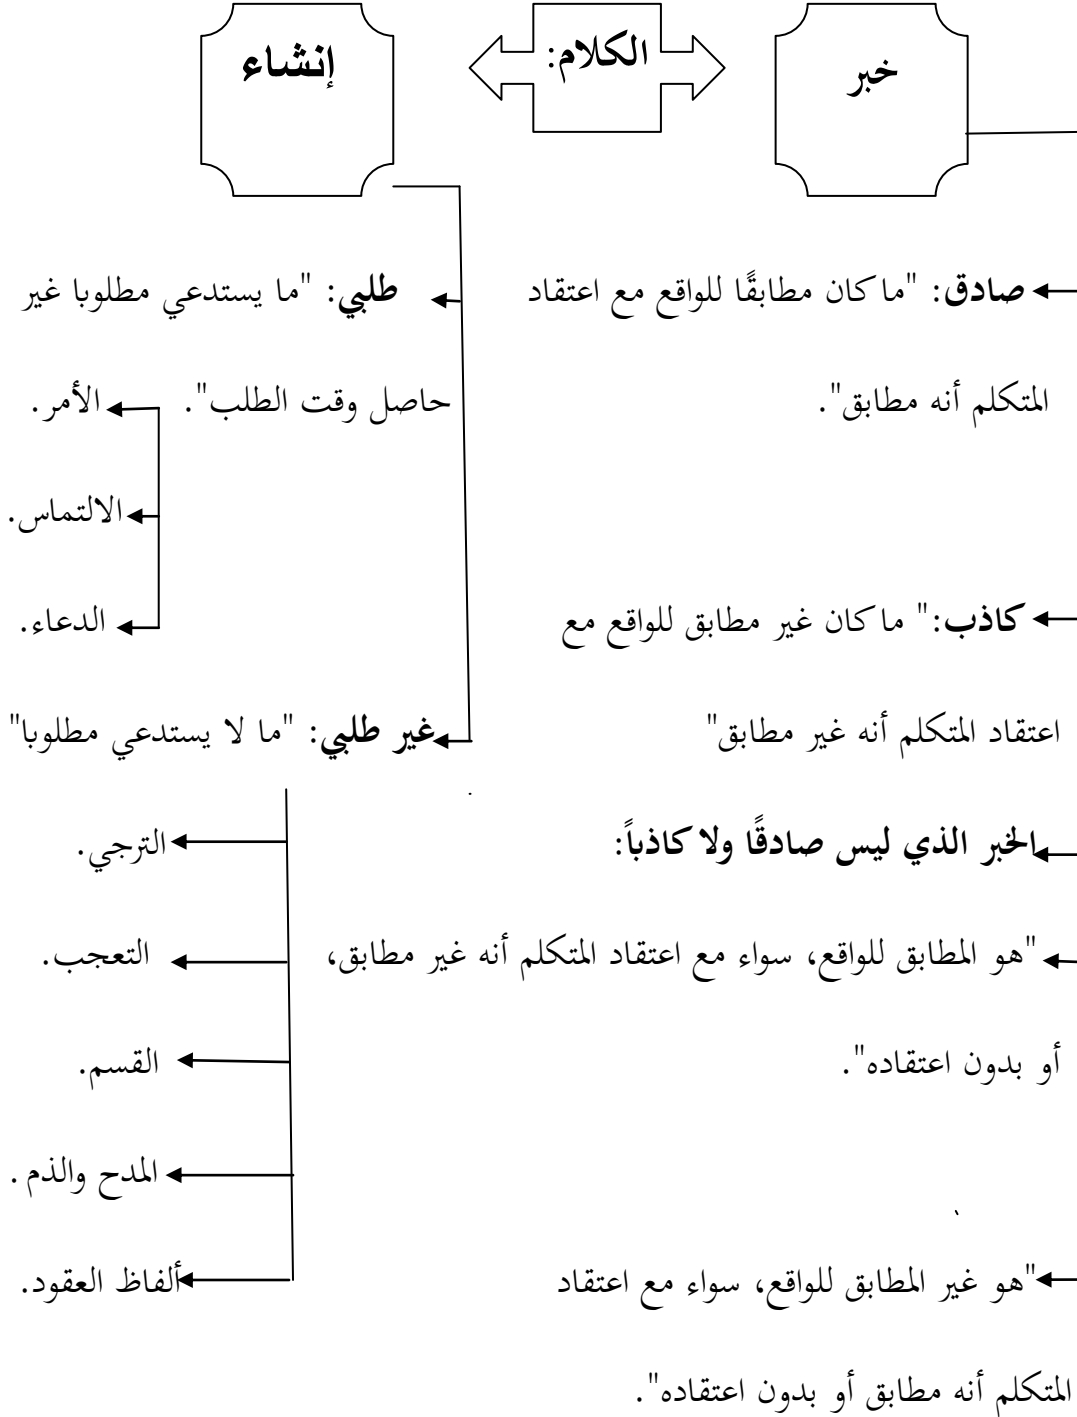 خبر
الكلام:
إنشاء
صادق: "ما كان مطابقًا للواقع مع اعتقاد
المتكلم أنه مطابق".
كاذب:" ما كان غير مطابق للواقع مع
اعتقاد المتكلم أنه غير مطابق"
الخبر الذي ليس صادقًا ولا كاذباً:
"هو المطابق للواقع، سواء مع اعتقاد المتكلم أنه غير مطابق،
أو بدون اعتقاده".
"هو غير المطابق للواقع، سواء مع اعتقاد
المتكلم أنه مطابق أو بدون اعتقاده".
طلبي: "ما يستدعي مطلوبا غير
حاصل وقت الطلب".
الأمر.
الالتماس.
الدعاء.
غير طلبي: "ما لا يستدعي مطلوبا"
الترجي.
التعجب.
القسم.
المدح والذم.
ألفاظ العقود.